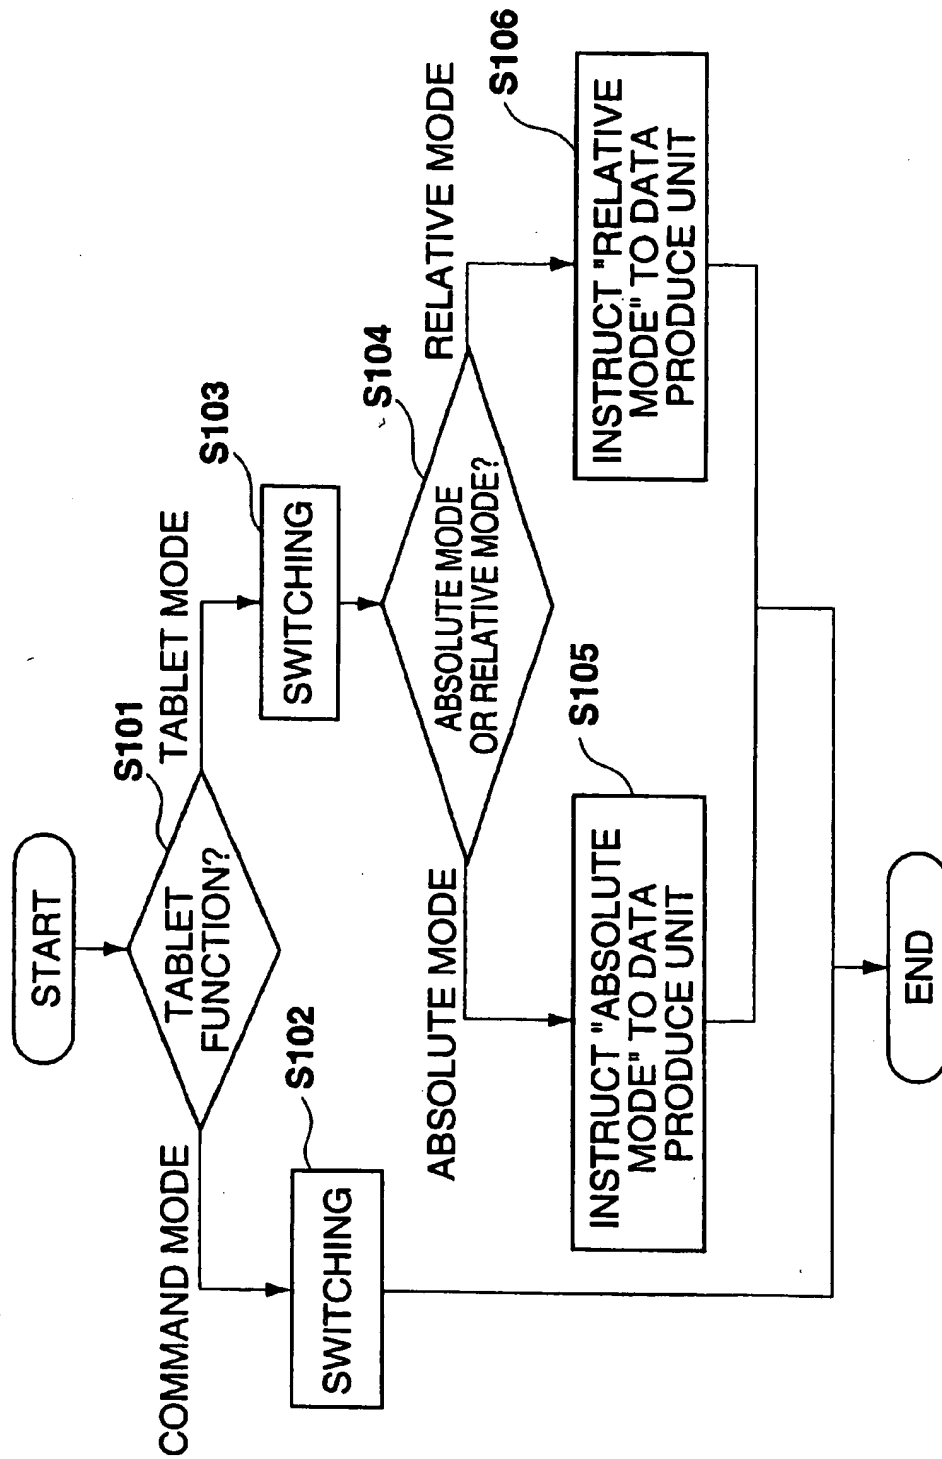 START
S101
TABLET
FUNCTION?
COMMAND MODE
TABLET MODE
S102
SWITCHING
S103
SWITCHING
S104
ABSOLUTE MODE
OR RELATIVE MODE?
ABSOLUTE MODE
RELATIVE MODE
S105
INSTRUCT "ABSOLUTE
MODE" TO DATA
PRODUCE UNIT
S106
INSTRUCT "RELATIVE
MODE" TO DATA
PRODUCE UNIT
END